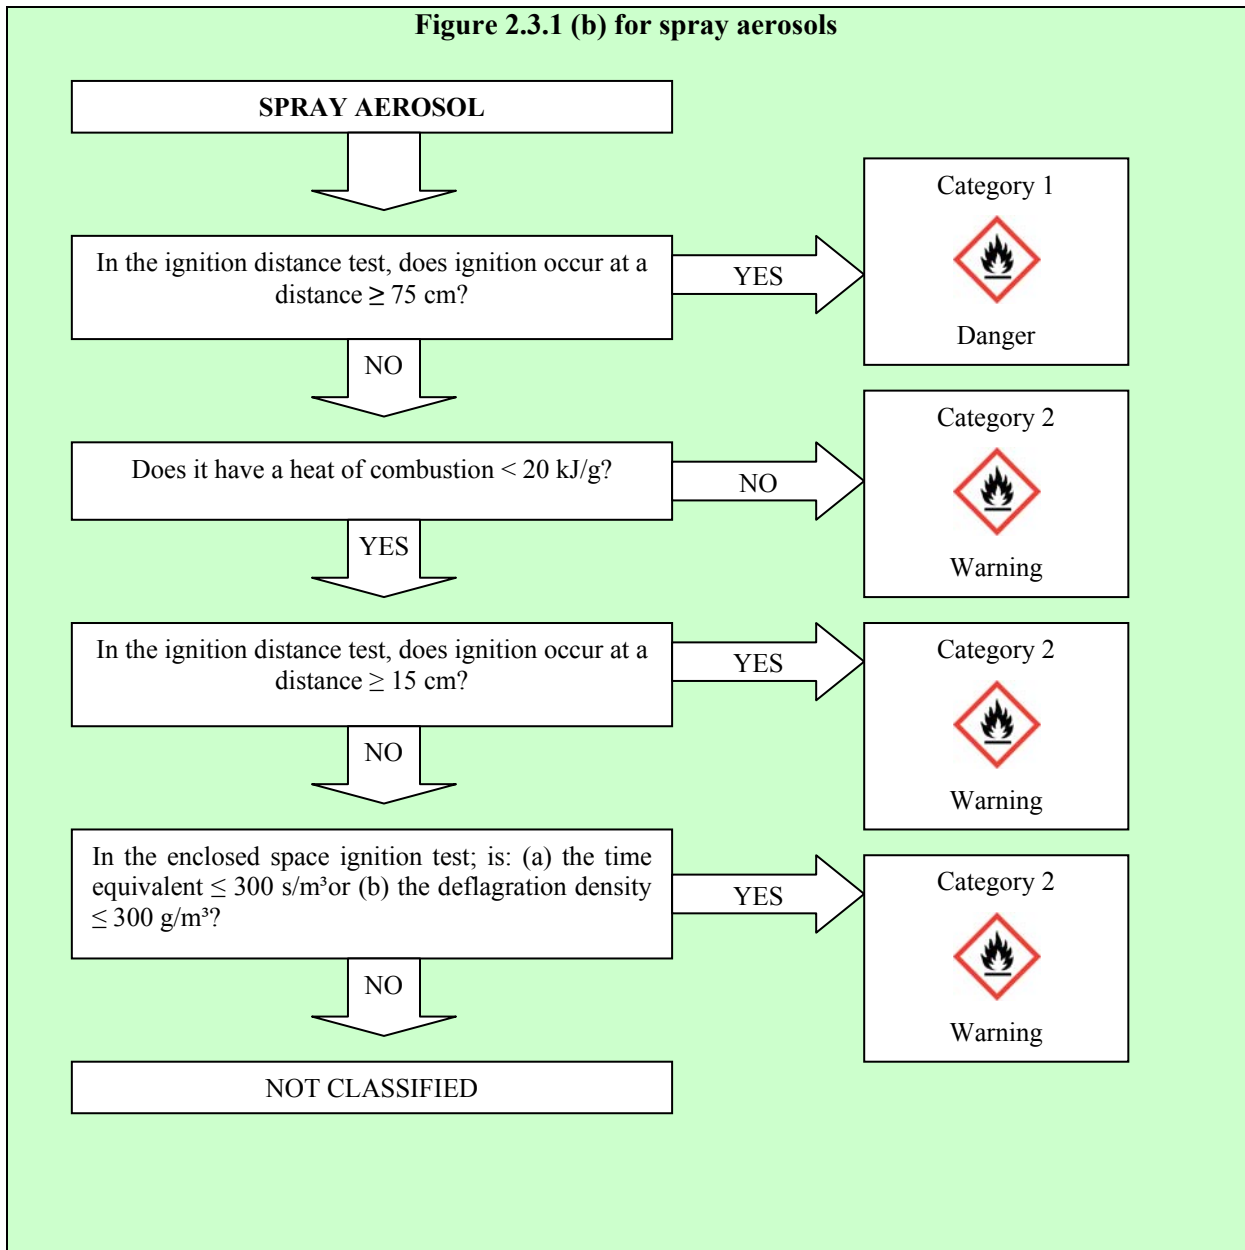 Figure 2.3.1 (b) for spray aerosols
SPRAY AEROSOL
In the ignition distance test, does ignition occur at a
distance ≥ 75 cm?
YES
Category 1
Danger
NO
Does it have a heat of combustion < 20 kJ/g?
NO
Category 2
Warning
YES
In the ignition distance test, does ignition occur at a
distance ≥ 15 cm?
YES
Category 2
Warning
NO
In the enclosed space ignition test; is: (a) the time
equivalent ≤ 300 s/m³or (b) the deflagration density
≤ 300 g/m³?
YES
Category 2
Warning
NO
NOT CLASSIFIED